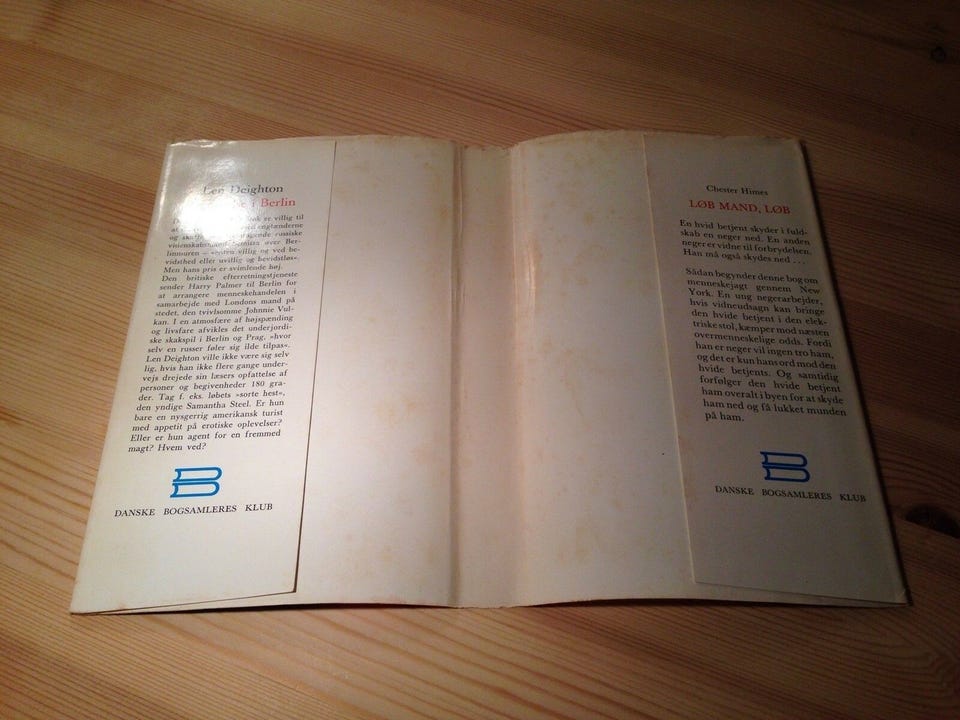 Len Deighton
i Berlin
er villig til
englænderne
russiske
over Ber-
limuren – »enten villig og ved be-
vidsthed eller uvillig og bevidstløs«.
Men hans pris er svimlende høj.
Den britiske efterretningstjeneste
sender Harry Palmer til Berlin for
at arrangere menneskehandelen i
samarbejde med Londons mand på
stedet, den tvivlsomme Johnnie Vul-
kan. I en atmosfære af højspænding
og livsfare afvikles det underjordi-
ske skakspil i Berlin og Prag, »hvor
selv en russer føler sig ilde tilpas«.
Len Deighton ville ikke være sig selv
lig, hvis han ikke flere gange under-
vejs drejede sin læsers opfattelse af
personer og begivenheder 180 gra-
der. Tag f. eks. løbets »sorte hest«,
den yndige Samantha Steel. Er hun
bare en nysgerrig amerikansk turist
med appetit på erotiske oplevelser?
Eller er hun agent for en fremmed
magt? Hvem ved?
DANSKE BOGSAMLERES KLUB
Chester Himes
LØB MAND, LØB
En hvid betjent skyder i fuld-
skab en neger ned. En anden
neger er vidne til forbrydelsen.
Han må også skydes ned . . .
Sådan begynder denne bog om
menneskejagt gennem New
York. En ung negerarbejder,
hvis vidneudsagn kan bringe
den hvide betjent i den elek-
triske stol, kæmper mod næsten
overmenneskelige odds. Fordi
han er neger vil ingen tro ham,
og det er kun hans ord mod den
hvide betjents. Og samtidig
forfølger den hvide betjent
ham overalt i byen for at skyde
ham ned og få lukket munden
på ham.
DANSKE BOGSAMLERES KLUB